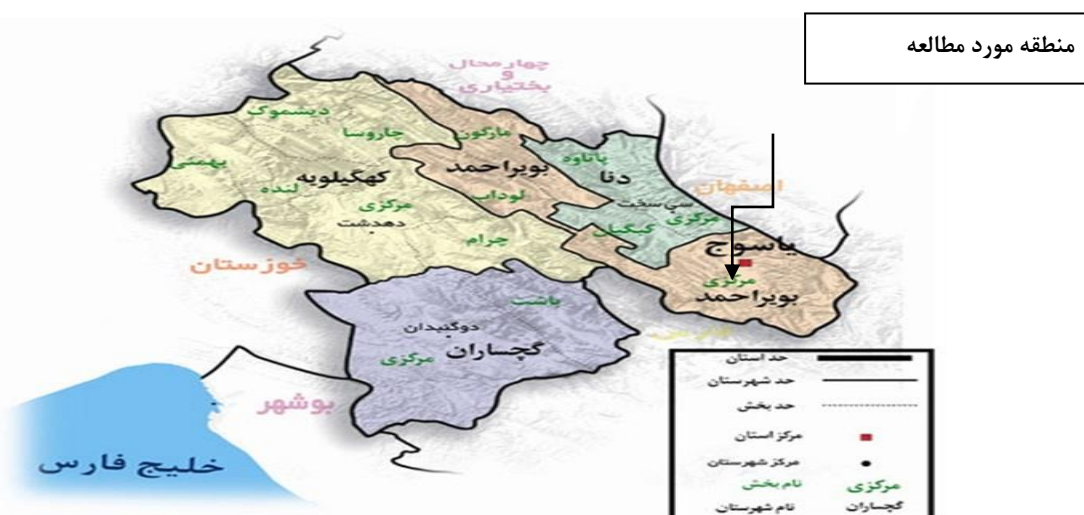 منطقه مورد مطالعه
چهارمحال
و
بختیاری
دیشموک
چاروسا
مارگون
بویراحمد
پاتاوه
دنا
بهمئی
لنده
کهگیلویه
لوداب
سی سخت
اصفهان
مرکزی
دهدشت
مرکزی
کبگیان
چرام
یاسوج
مرکزی
بویراحمد
خوزستان
باشت
دوگنبدان
گچساران
مرکزی
بوشهر
خلیج فارس
حد استان
حد شهرستان
حد بخش
مرکز استان
مرکز شهرستان
نام بخش مرکزی
نام شهرستان گچساران